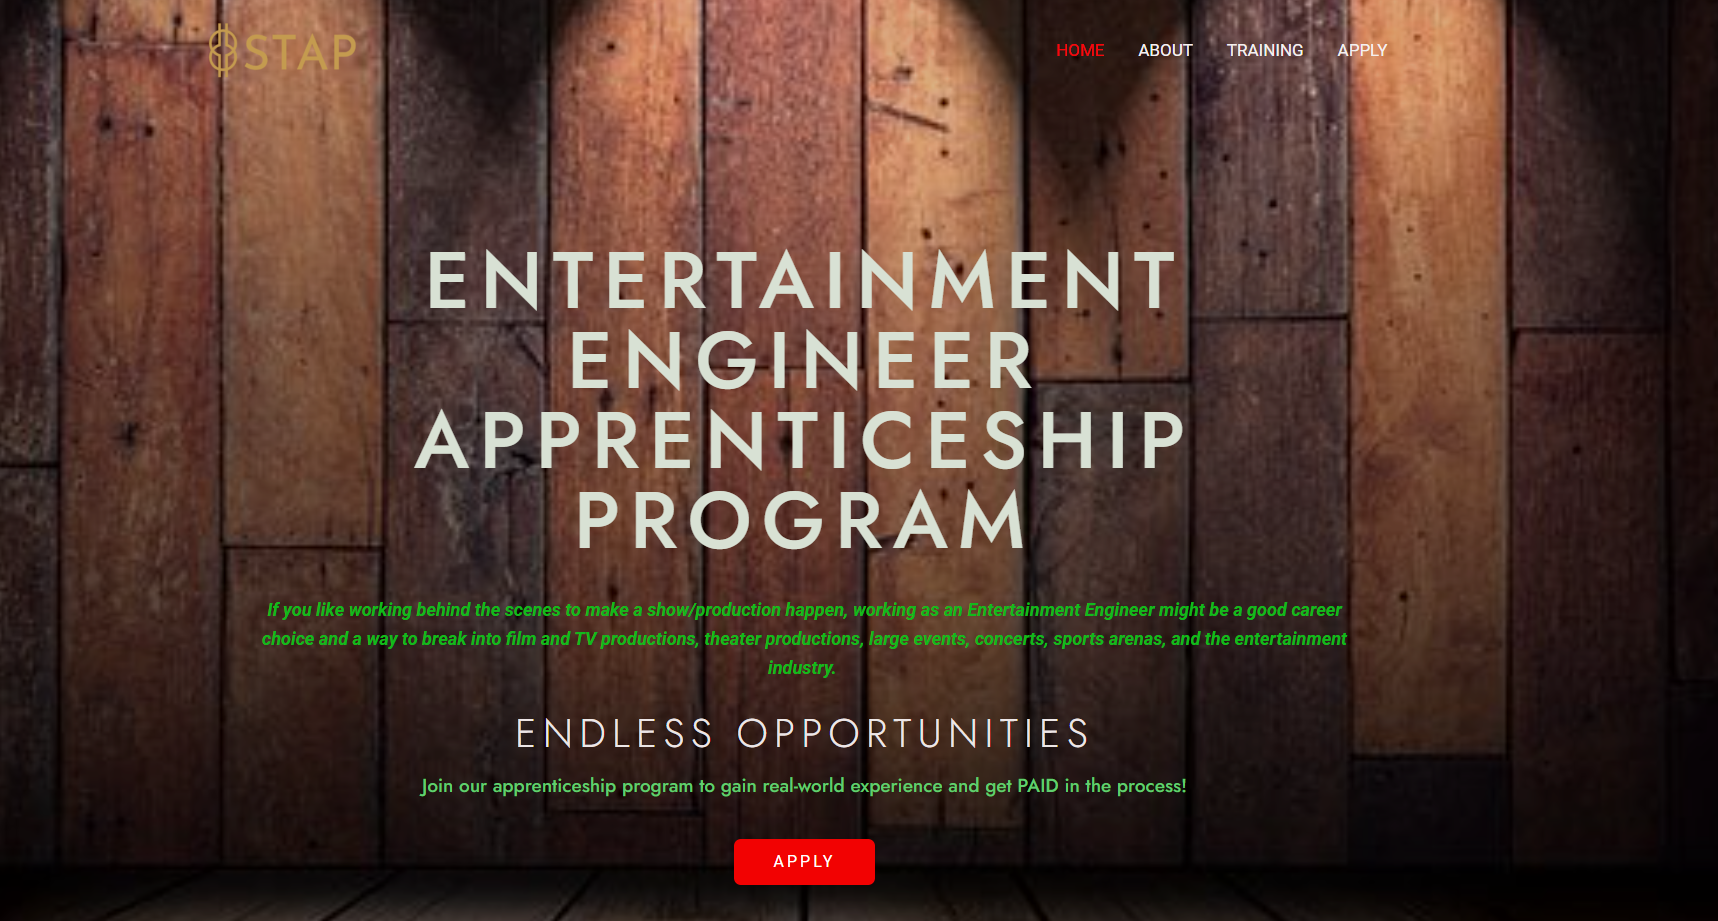 STAP
HOME ABOUT TRAINING APPLY
ENTERTAINMENT
ENGINEER
APPRENTICESHIP
PROGRAM
If you like working behind the scenes to make a show/production happen, working as an Entertainment Engineer might be a good career
choice and a way to break into film and TV productions, theater productions, large events, concerts, sports arenas, and the entertainment
industry.
ENDLESS OPPORTUNITIES
Join our apprenticeship program to gain real-world experience and get PAID in the process!
APPLY